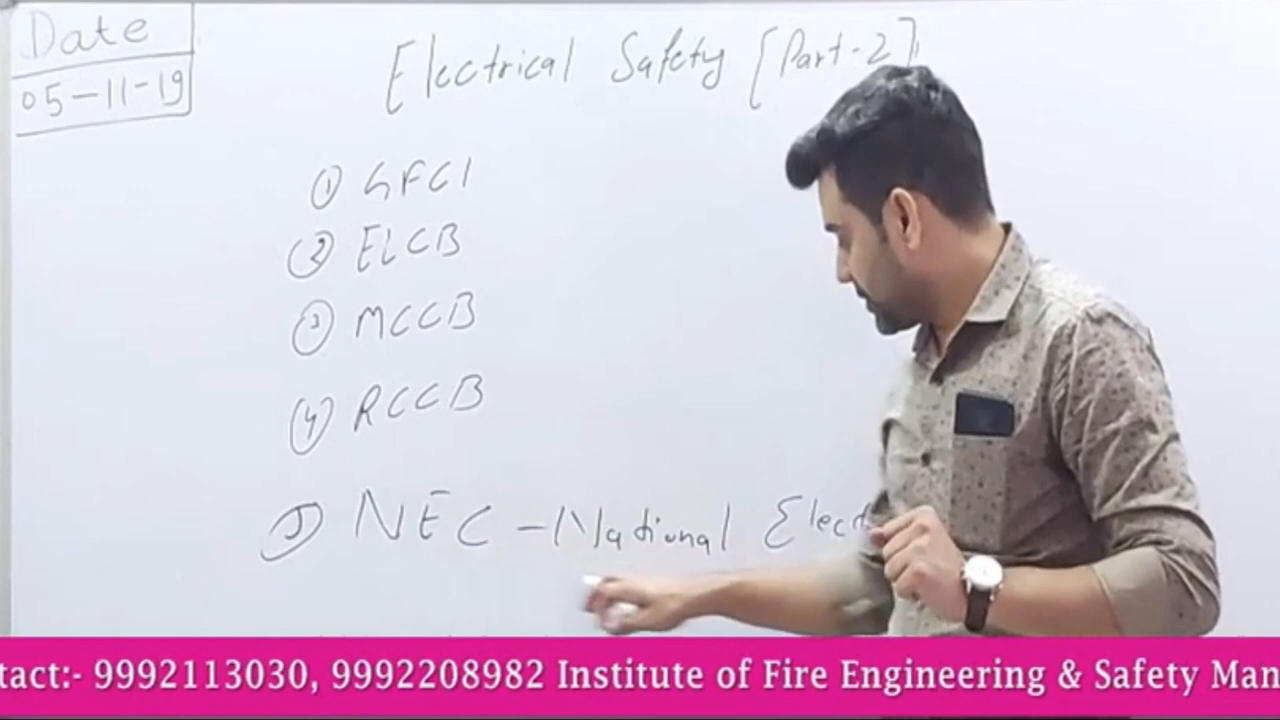 Date
05-11-19
Electrical Safety [Part-2]
① GFCI
② ELCB
③ MCCB
④ RCCB
⑤ NEC - National Elect
tact:- 9992113030, 9992208982 Institute of Fire Engineering & Safety Man